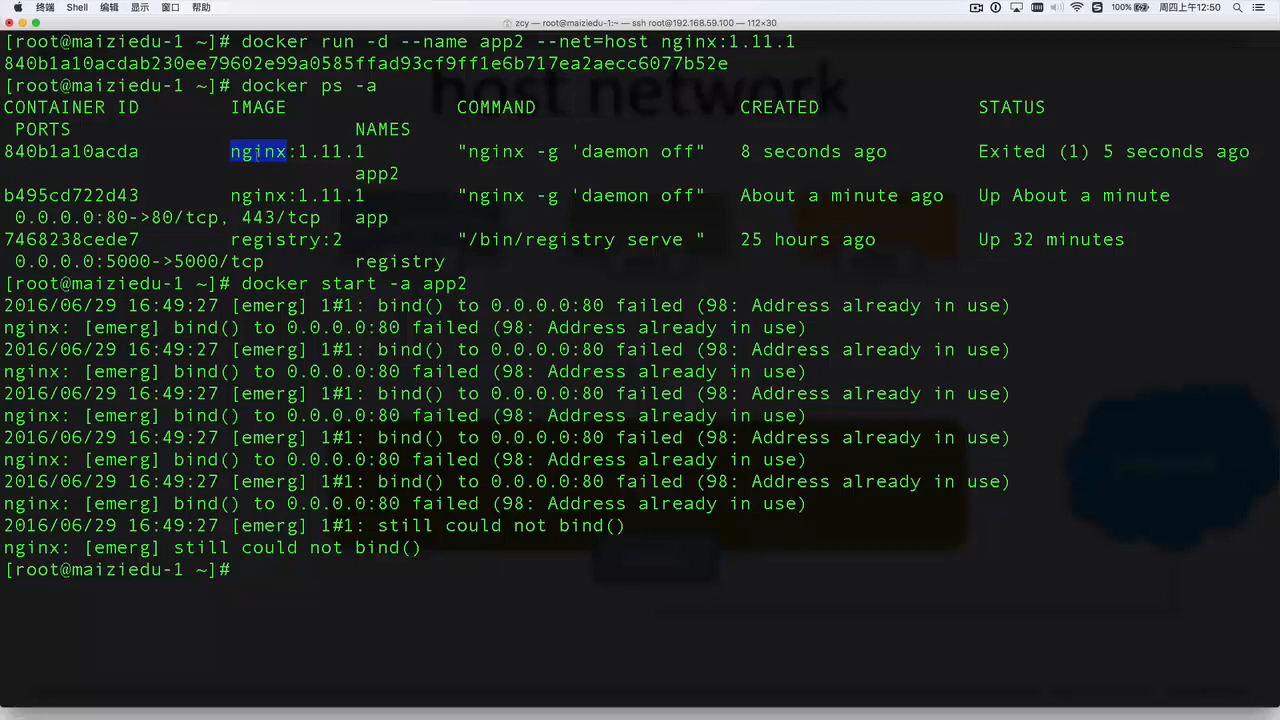 终端 Shell 编辑 显示 窗口 帮助 100% 周四上午12:50
zcy — root@maiziedu-1:~ — ssh root@192.168.59.100 — 112×30
[root@maiziedu-1 ~]# docker run -d --name app2 --net=host nginx:1.11.1
840b1a10acdab230ee79602e99a0585ffad93cf9ff1e6b717ea2aecc6077b52e
[root@maiziedu-1 ~]# docker ps -a
CONTAINER ID IMAGE COMMAND CREATED STATUS
PORTS NAMES
840b1a10acda nginx:1.11.1 "nginx -g 'daemon off" 8 seconds ago Exited (1) 5 seconds ago
app2
b495cd722d43 nginx:1.11.1 "nginx -g 'daemon off" About a minute ago Up About a minute
0.0.0.0:80->80/tcp, 443/tcp app
7468238cede7 registry:2 "/bin/registry serve " 25 hours ago Up 32 minutes
0.0.0.0:5000->5000/tcp registry
[root@maiziedu-1 ~]# docker start -a app2
2016/06/29 16:49:27 [emerg] 1#1: bind() to 0.0.0.0:80 failed (98: Address already in use)
nginx: [emerg] bind() to 0.0.0.0:80 failed (98: Address already in use)
2016/06/29 16:49:27 [emerg] 1#1: bind() to 0.0.0.0:80 failed (98: Address already in use)
nginx: [emerg] bind() to 0.0.0.0:80 failed (98: Address already in use)
2016/06/29 16:49:27 [emerg] 1#1: bind() to 0.0.0.0:80 failed (98: Address already in use)
nginx: [emerg] bind() to 0.0.0.0:80 failed (98: Address already in use)
2016/06/29 16:49:27 [emerg] 1#1: bind() to 0.0.0.0:80 failed (98: Address already in use)
nginx: [emerg] bind() to 0.0.0.0:80 failed (98: Address already in use)
2016/06/29 16:49:27 [emerg] 1#1: bind() to 0.0.0.0:80 failed (98: Address already in use)
nginx: [emerg] bind() to 0.0.0.0:80 failed (98: Address already in use)
2016/06/29 16:49:27 [emerg] 1#1: still could not bind()
nginx: [emerg] still could not bind()
[root@maiziedu-1 ~]#
host network